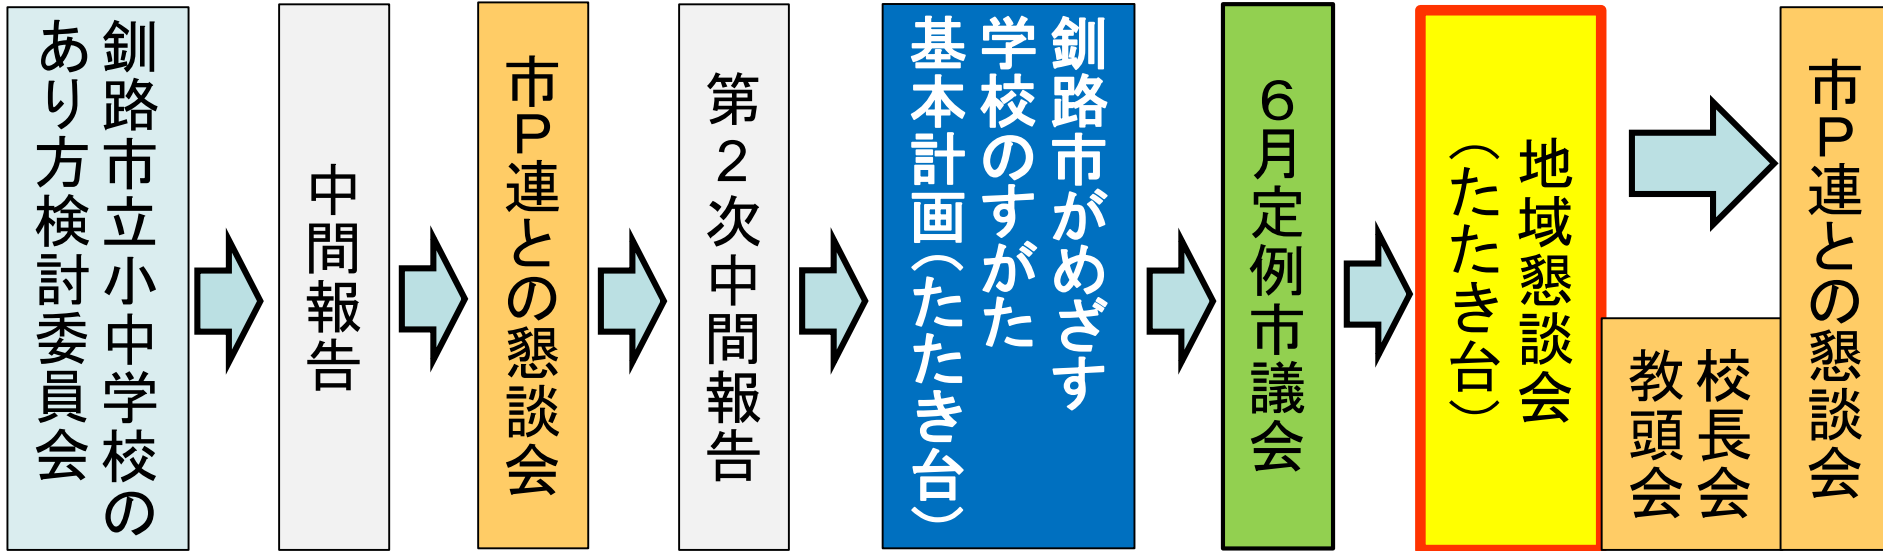 釧路市立小中学校の
あり方検討委員会
中間報告
市Ｐ連との懇談会
第２次中間報告
釧路市がめざす
学校のすがた
基本計画（たたき台）
６月定例市議会
地域懇談会
（たたき台）
校長会
教頭会
市Ｐ連との懇談会